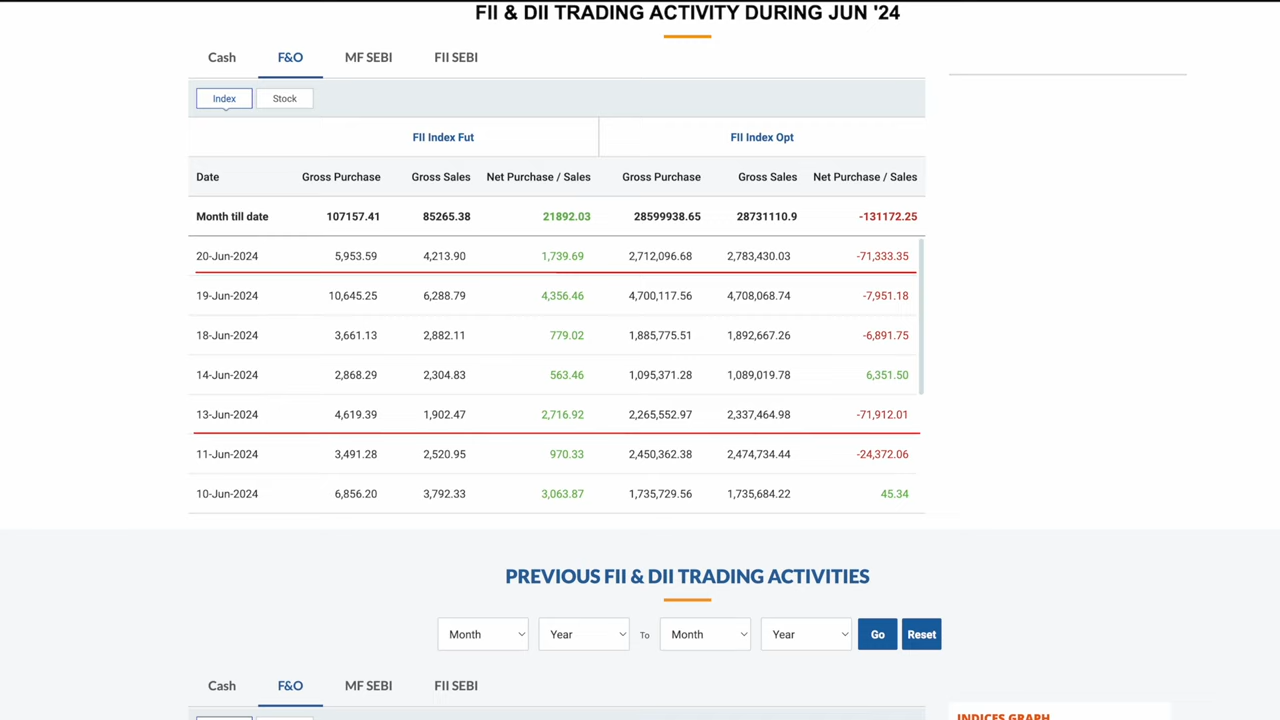 FII & DII TRADING ACTIVITY DURING JUN '24
Cash F&O MF SEBI FII SEBI
Index Stock
FII Index Fut FII Index Opt
Date Gross Purchase Gross Sales Net Purchase / Sales Gross Purchase Gross Sales Net Purchase / Sales
Month till date 107157.41 85265.38 21892.03 28599938.65 28731110.9 -131172.25
20-Jun-2024 5,953.59 4,213.90 1,739.69 2,712,096.68 2,783,430.03 -71,333.35
19-Jun-2024 10,645.25 6,288.79 4,356.46 4,700,117.56 4,708,068.74 -7,951.18
18-Jun-2024 3,661.13 2,882.11 779.02 1,885,775.51 1,892,667.26 -6,891.75
14-Jun-2024 2,868.29 2,304.83 563.46 1,095,371.28 1,089,019.78 6,351.50
13-Jun-2024 4,619.39 1,902.47 2,716.92 2,265,552.97 2,337,464.98 -71,912.01
11-Jun-2024 3,491.28 2,520.95 970.33 2,450,362.38 2,474,734.44 -24,372.06
10-Jun-2024 6,856.20 3,792.33 3,063.87 1,735,729.56 1,735,684.22 45.34
PREVIOUS FII & DII TRADING ACTIVITIES
Month Year To Month Year Go Reset
Cash F&O MF SEBI FII SEBI
INDICES GRAPH